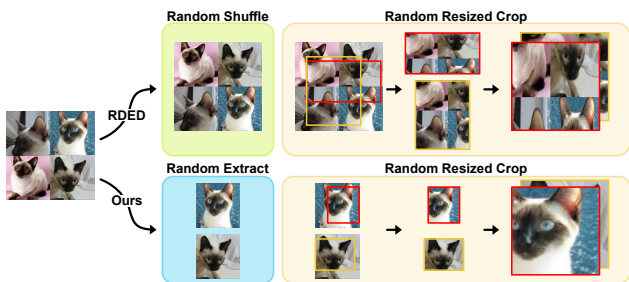 Random Shuffle
Random Resized Crop
RDED
Random Extract
Random Resized Crop
Ours